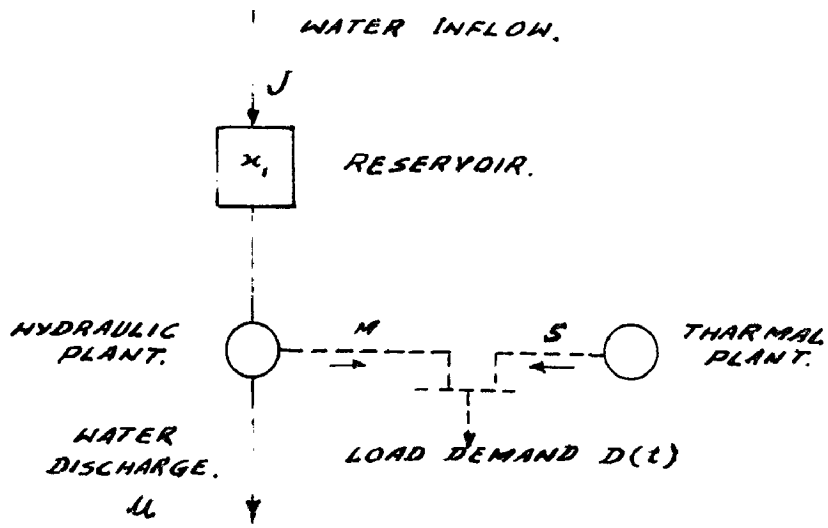 WATER INFLOW.
J
x₁
RESERVOIR.
HYDRAULIC
PLANT.
M
S
THARMAL
PLANT.
WATER
DISCHARGE.
u
LOAD DEMAND D(t)